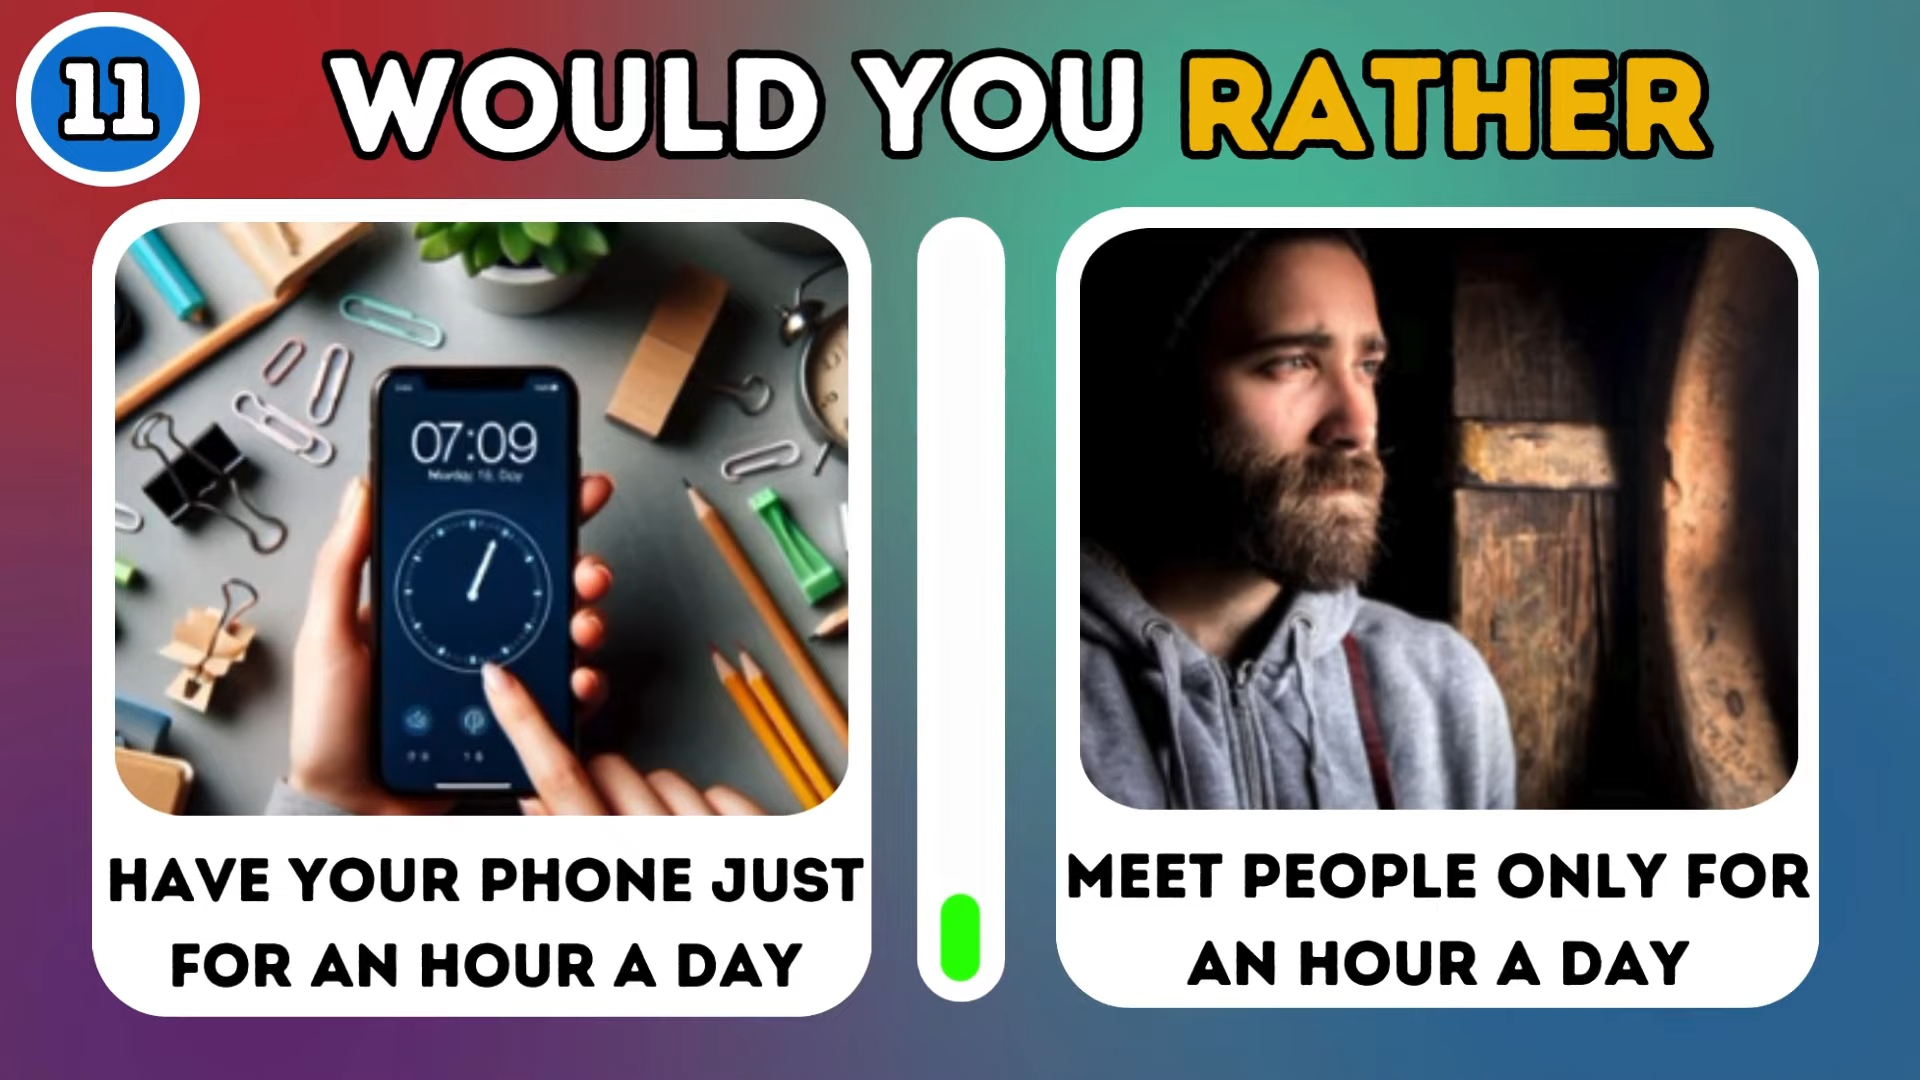 11
WOULD YOU RATHER
07:09
HAVE YOUR PHONE JUST
FOR AN HOUR A DAY
MEET PEOPLE ONLY FOR
AN HOUR A DAY